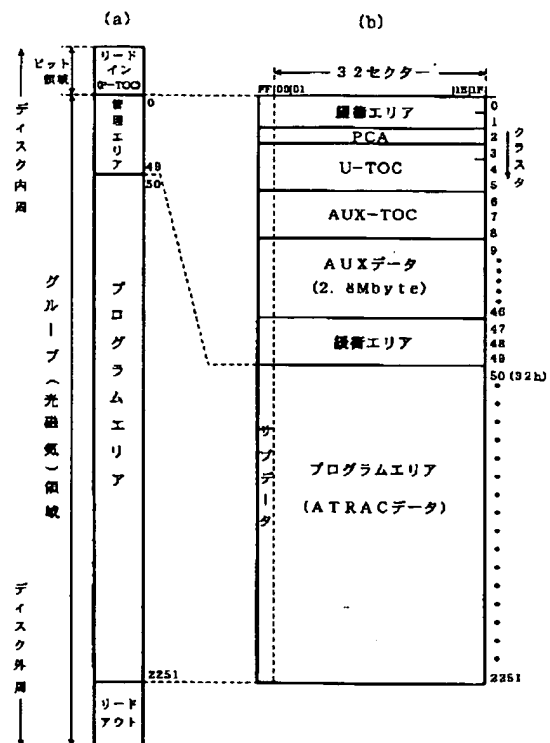 (a)
(b)
ピット領域
リードイン
(P-TOC)
管理エリア
0
49
50
プログラムエリア
2251
リードアウト
ディスク内周
グルーブ(光磁気)領域
ディスク外周
32セクター
FF 00 01
1E 1F
緩衝エリア
PCA
U-TOC
AUX-TOC
AUXデータ
(2.8Mbyte)
緩衝エリア
サブデータ
プログラムエリア
(ATRACデータ)
0
1
2
3
4
5
6
7
8
9
46
47
48
49
50 (32h)
2251
クラスタ